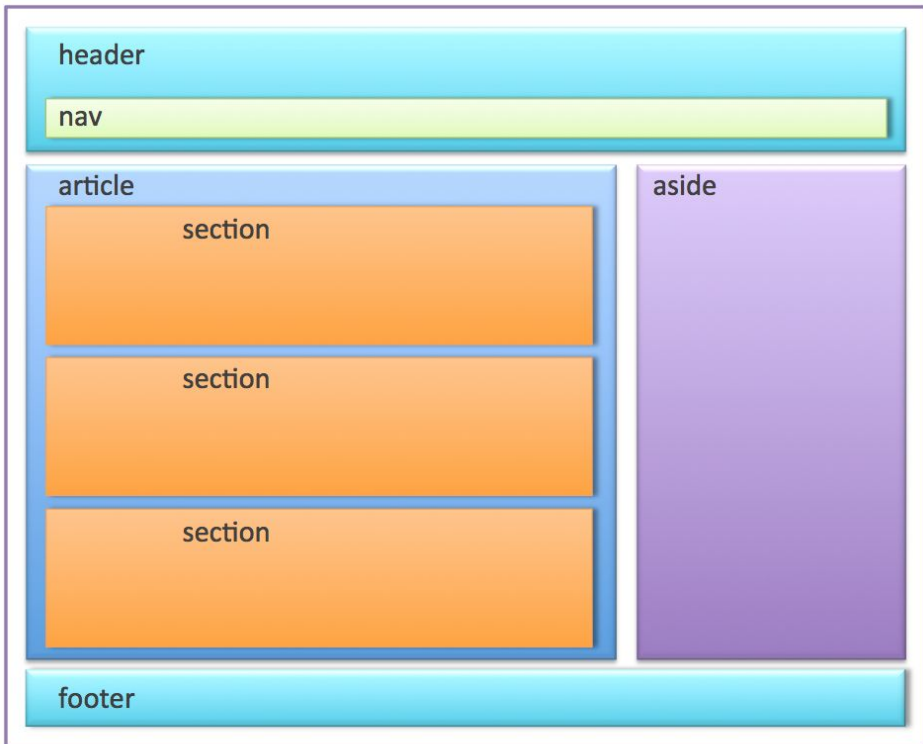 header
nav
article
section
section
section
aside
footer